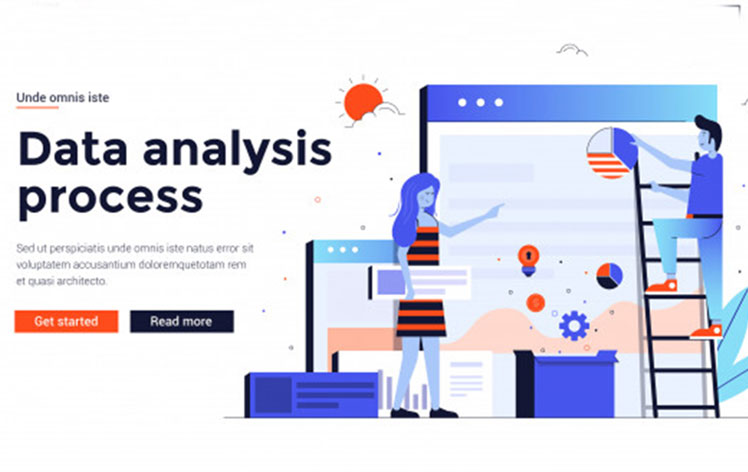 Unde omnis iste
Data analysis
process
Sed ut perspiciatis unde omnis iste natus error sit
voluptatem accusantium doloremquetotam rem
et quasi architecto.
Get started
Read more